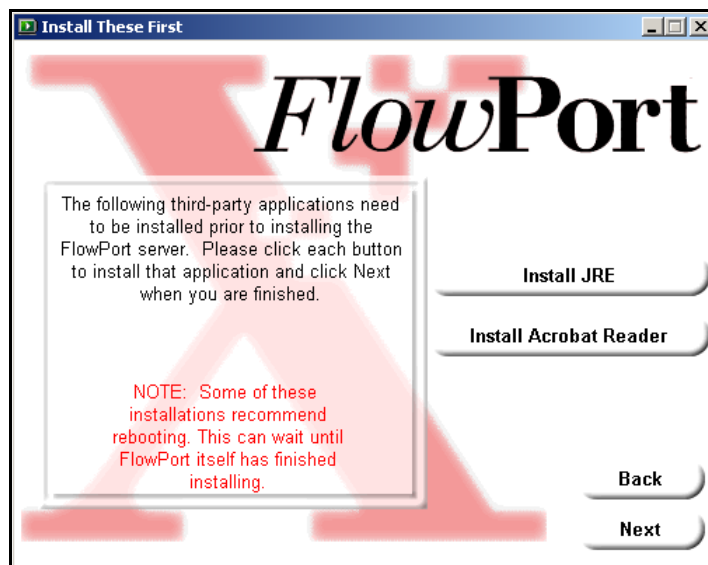 Install These First
FlowPort
The following third-party applications need
to be installed prior to installing the
FlowPort server.  Please click each button
to install that application and click Next
when you are finished.
Install JRE
Install Acrobat Reader
NOTE:  Some of these
installations recommend
rebooting. This can wait until
FlowPort itself has finished
installing.
Back
Next